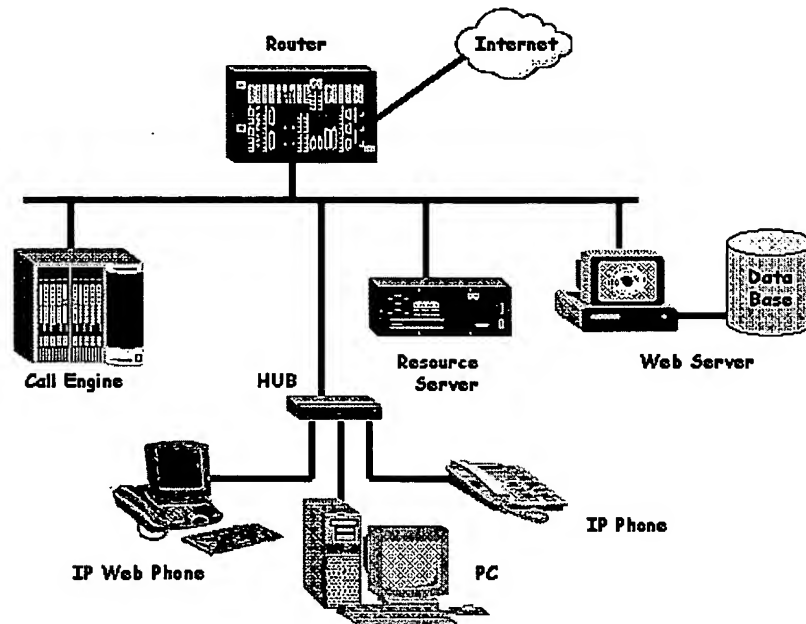 Router
Internet
Data
Base
Call Engine
HUB
Resource
Server
Web Server
IP Web Phone
PC
IP Phone